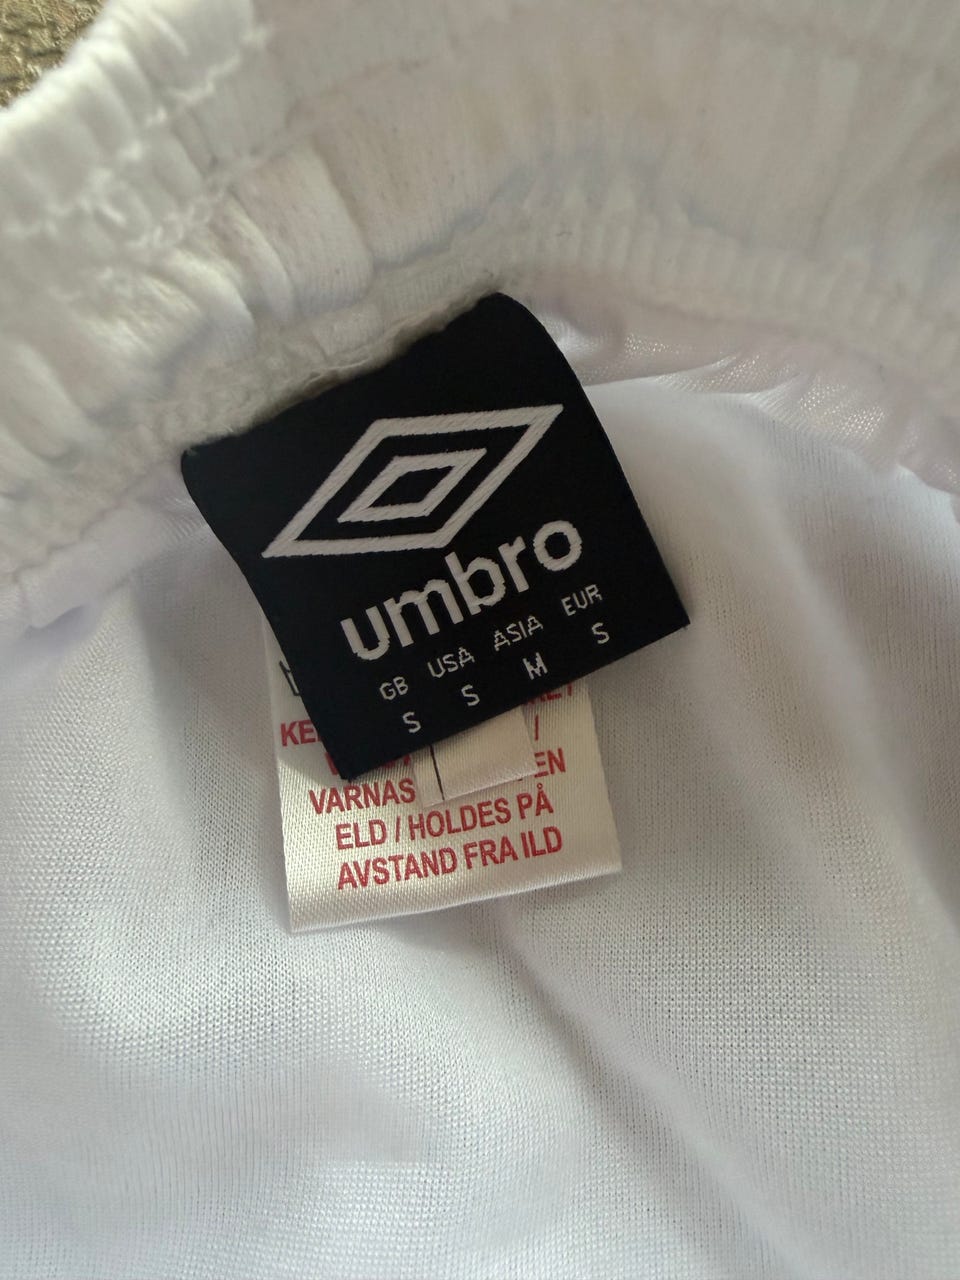 umbro
GB USA ASIA EUR
S S M S
VARNAS
ELD / HOLDES PÅ
AVSTAND FRA ILD